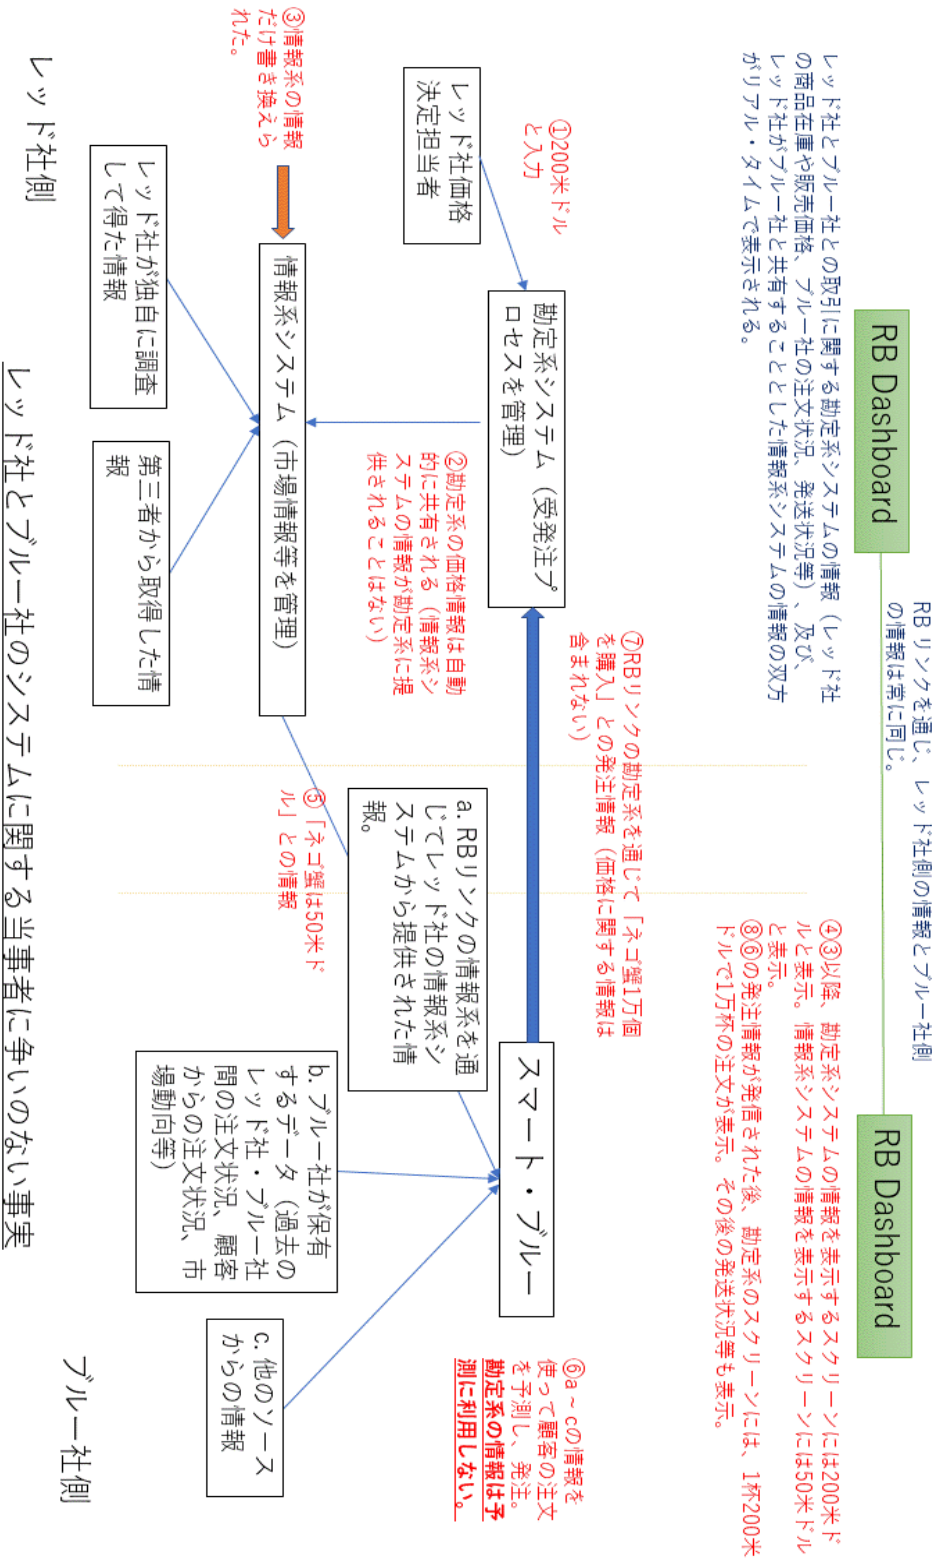 レッド社とブルー社のシステムに関する当事者に争いのない事実
RB Dashboard
RB Dashboard
RB リンクを通じ、レッド社側の情報とブルー社側
の情報は常に同じ。
レッド社とブルー社との取引に関する勘定系システムの情報（レッド社
の商品在庫や販売価格、ブルー社の注文状況、発送状況等）、及び、
レッド社がブルー社と共有することとした情報系システムの情報の双方
がリアル・タイムで表示される。
④③以降、勘定系システムの情報を表示するスクリーンには200米ド
ルと表示。情報系システムの情報を表示するスクリーンには50米ドル
と表示。
⑧⑥の発注情報が発信された後、勘定系のスクリーンには、1杯200米
ドルで1万杯の注文が表示。その後の発送状況等も表示。
①200米ドル
と入力
レッド社価格
決定担当者
勘定系システム（受発注プ
ロセスを管理）
⑦RBリンクの勘定系を通じて「ネゴ蟹1万個
を購入」との発注情報（価格に関する情報は
含まれない）
スマート・ブルー
⑥a～cの情報を
使って顧客の注文
を予測し、発注。
勘定系の情報は予
測に利用しない。
②勘定系の価格情報は自動
的に共有される（情報系シ
ステムの情報が勘定系に提
供されることはない）
a. RBリンクの情報系を通
じてレッド社の情報系シ
ステムから提供された情
報。
③情報系の情報
だけ書き換えら
れた。
情報系システム（市場情報等を管理）
⑤「ネゴ蟹は50米ド
ル」との情報
b. ブルー社が保有
するデータ（過去の
レッド社・ブルー社
間の注文状況、顧客
からの注文状況、市
場動向等）
c. 他のソース
からの情報
レッド社が独自に調査
して得た情報
第三者から取得した情
報
レッド社側
ブルー社側